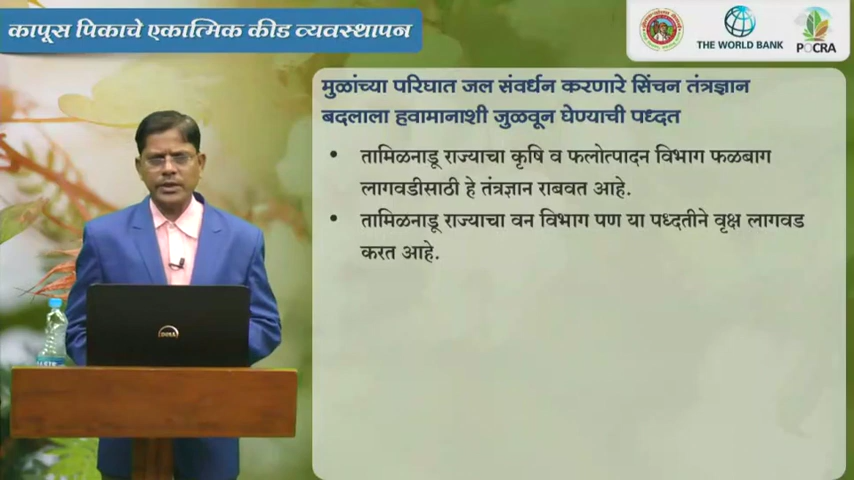 कापूस पिकाचे एकात्मिक कीड व्यवस्थापन
THE WORLD BANK
POCRA
मुळांच्या परिघात जल संवर्धन करणारे सिंचन तंत्रज्ञान
बदलाला हवामानाशी जुळवून घेण्याची पध्दत
• तामिळनाडू राज्याचा कृषि व फलोत्पादन विभाग फळबाग
लागवडीसाठी हे तंत्रज्ञान राबवत आहे.
• तामिळनाडू राज्याचा वन विभाग पण या पध्दतीने वृक्ष लागवड
करत आहे.
DELL